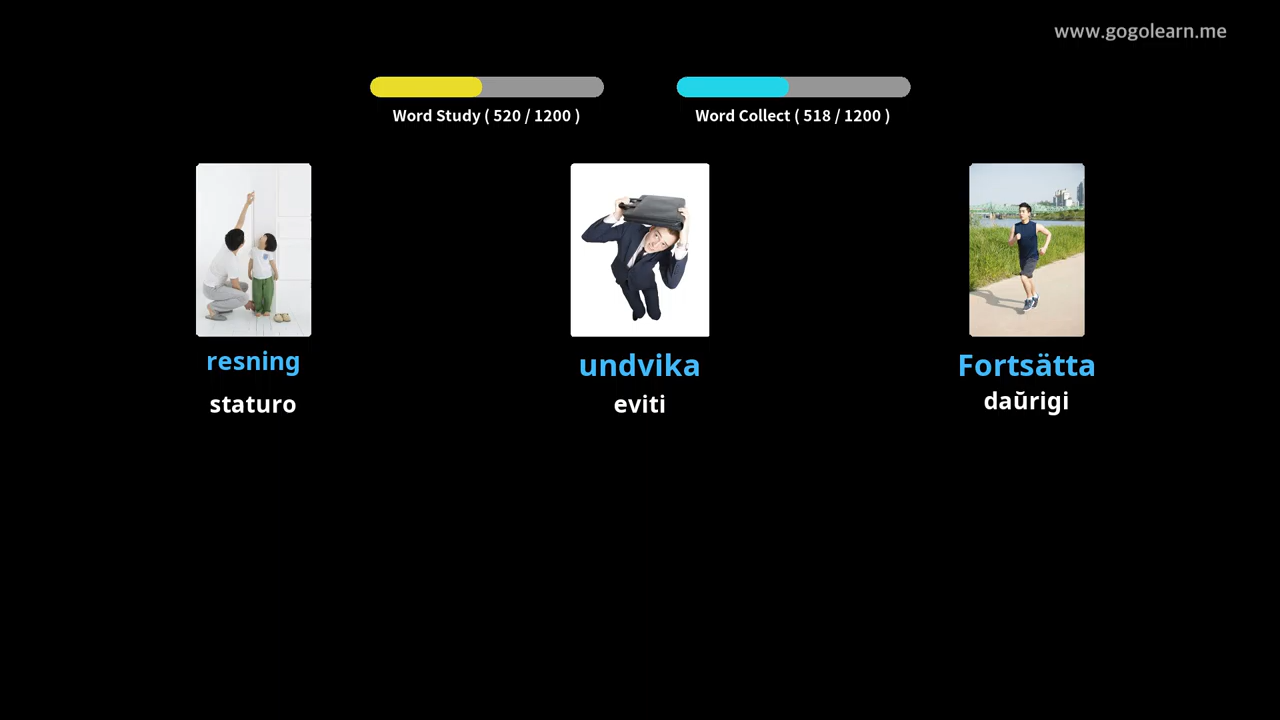 www.gogolearn.me
Word Study ( 520 / 1200 )
Word Collect ( 518 / 1200 )
resning
staturo
undvika
eviti
Fortsätta
daŭrigi